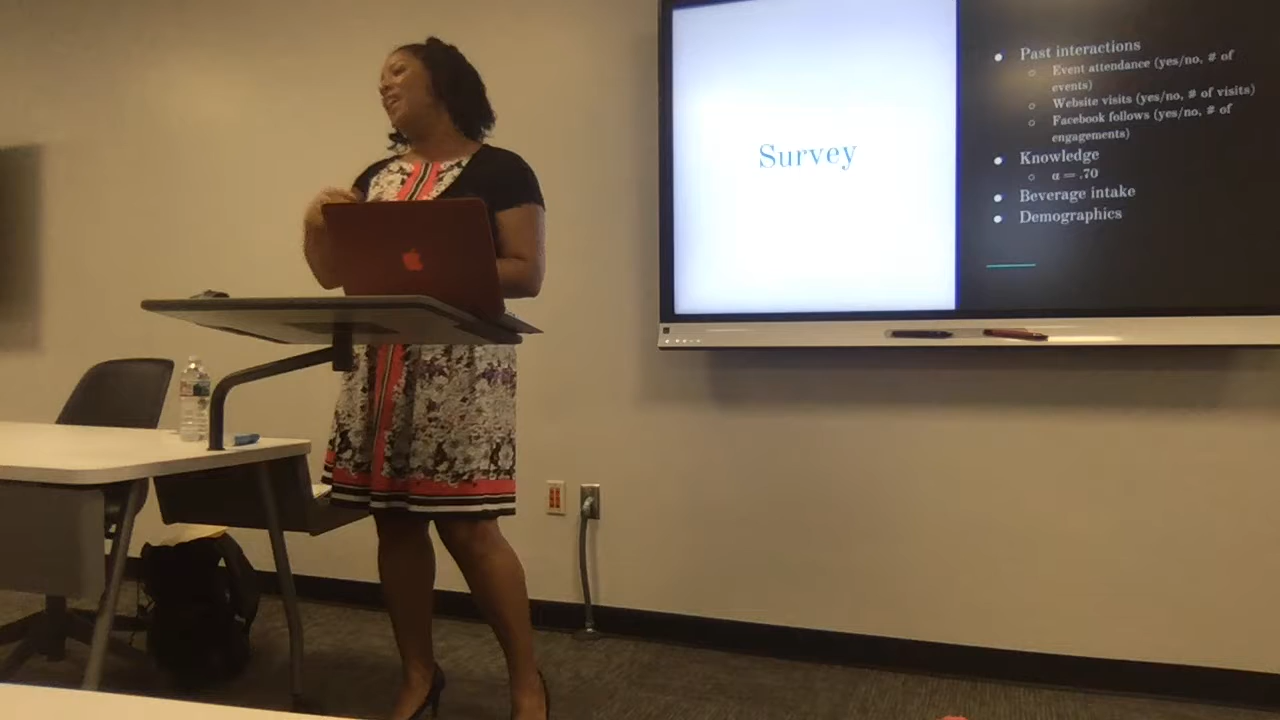 Survey
● Past interactions
○ Event attendance (yes/no, # of
events)
○ Website visits (yes/no, # of visits)
○ Facebook follows (yes/no, # of
engagements)
● Knowledge
○ α = .70
● Beverage intake
● Demographics